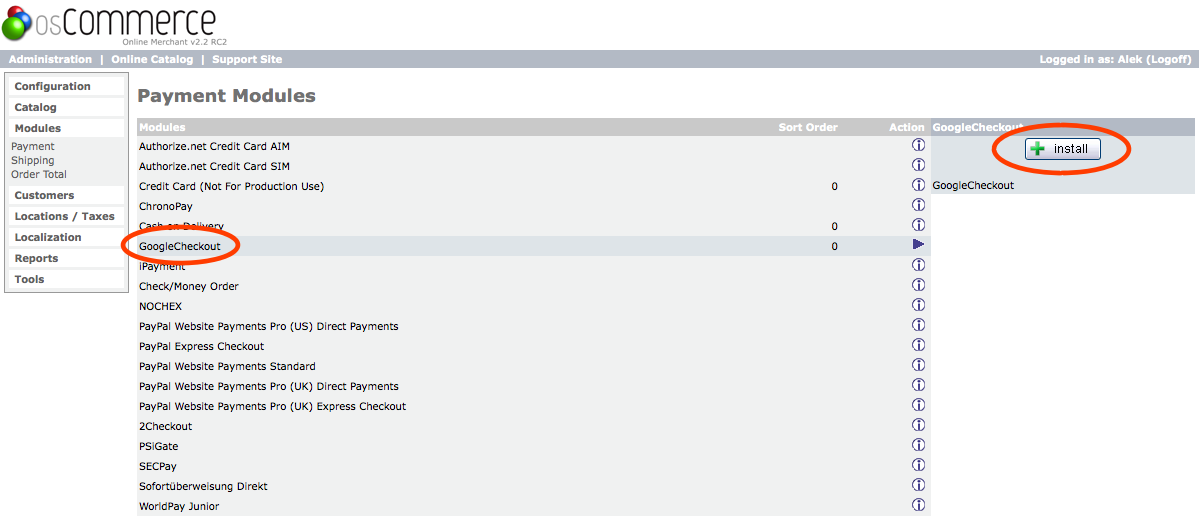 osCommerce
Online Merchant v2.2 RC2
Administration | Online Catalog | Support Site
Logged in as: Alek (Logoff)
Configuration
Catalog
Modules
Payment
Shipping
Order Total
Customers
Locations / Taxes
Localization
Reports
Tools
Payment Modules
Modules Sort Order Action
Authorize.net Credit Card AIM
Authorize.net Credit Card SIM
Credit Card (Not For Production Use) 0
ChronoPay
Cash on Delivery 0
GoogleCheckout 0
iPayment
Check/Money Order
NOCHEX
PayPal Website Payments Pro (US) Direct Payments
PayPal Express Checkout
PayPal Website Payments Standard
PayPal Website Payments Pro (UK) Direct Payments
PayPal Website Payments Pro (UK) Express Checkout
2Checkout
PSiGate
SECPay
Sofortüberweisung Direkt
WorldPay Junior
GoogleCheckout
install
GoogleCheckout